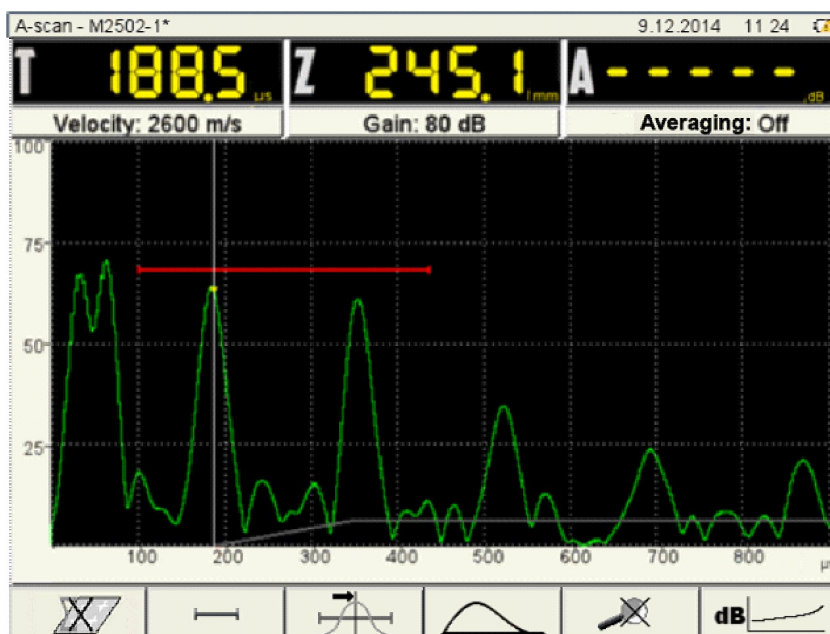 A-scan - M2502-1* 9.12.2014 11 24
T 188.5 µs Z 245.1 mm A ----- dB
Velocity: 2600 m/s Gain: 80 dB Averaging: Off
100
75
50
25
100 200 300 400 500 600 700 800
dB